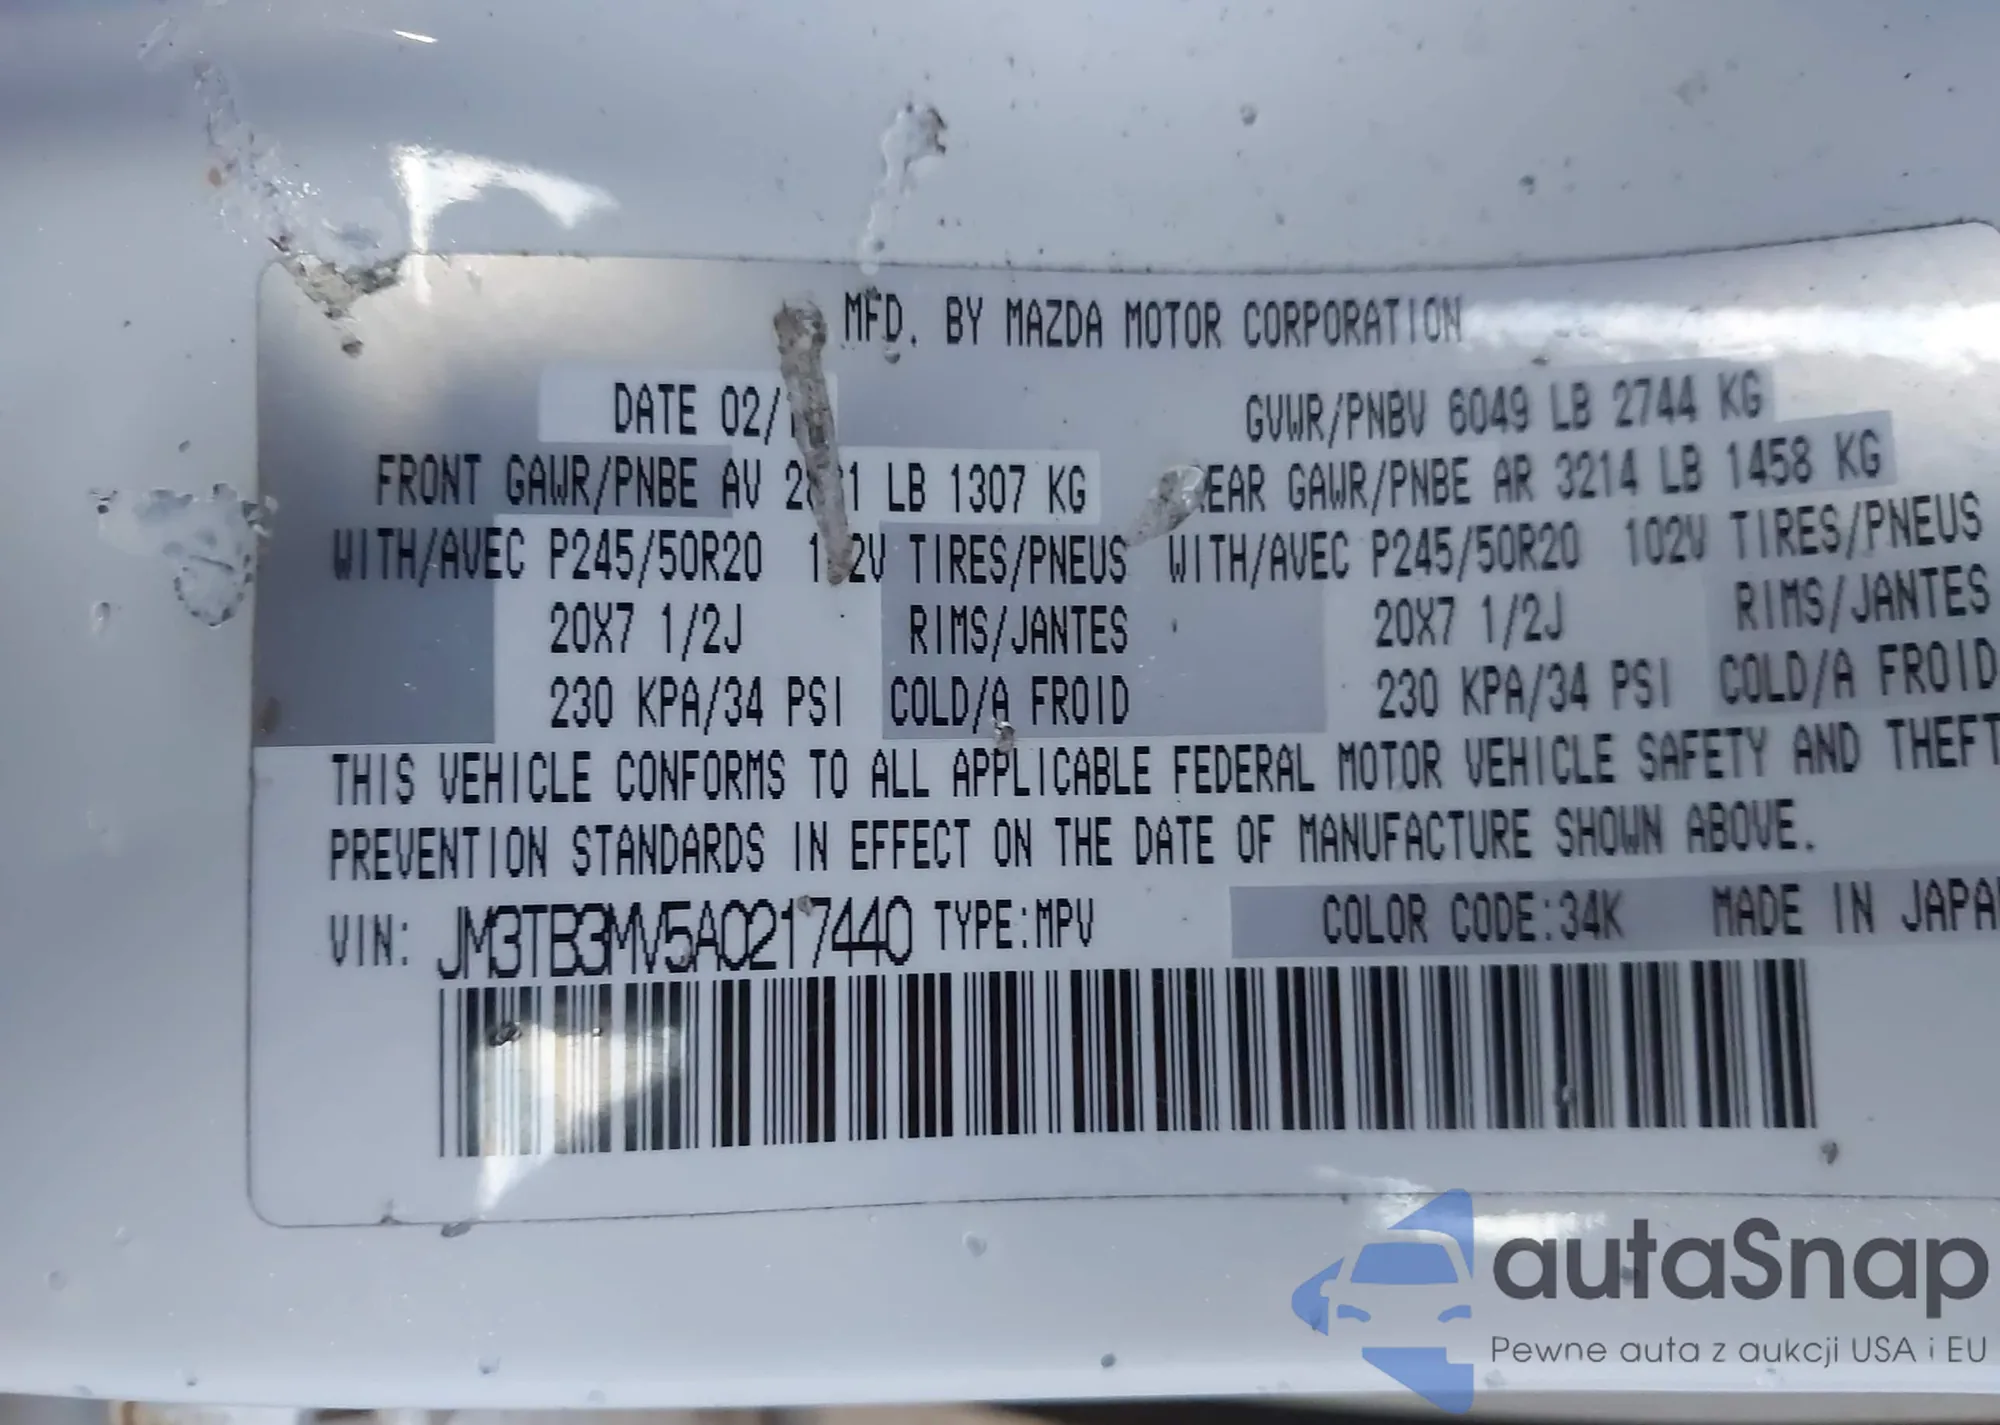 MFD. BY MAZDA MOTOR CORPORATION
DATE GVWR/PNBV 6049 LB 2744 KG
FRONT GAWR/PNBE AV LB 1307 KG GAWR/PNBE AR 3214 LB 1458 KG
WITH/AVEC P245/50R20 TIRES/PNEUS WITH/AVEC P245/50R20 102V TIRES/PNEUS
20X7 1/2J RIMS/JANTES 20X7 1/2J RIMS/JANTES
230 KPA/34 PSI COLD/A FROID 230 KPA/34 PSI COLD/A FROID
THIS VEHICLE CONFORMS TO ALL APPLICABLE FEDERAL MOTOR VEHICLE SAFETY AND THEFT
PREVENTION STANDARDS IN EFFECT ON THE DATE OF MANUFACTURE SHOWN ABOVE.
VIN: JM3TB3MV5A0217440 TYPE:MPV COLOR CODE:34K MADE IN JAPA
autaSnap
Pewne auta z aukcji USA i EU